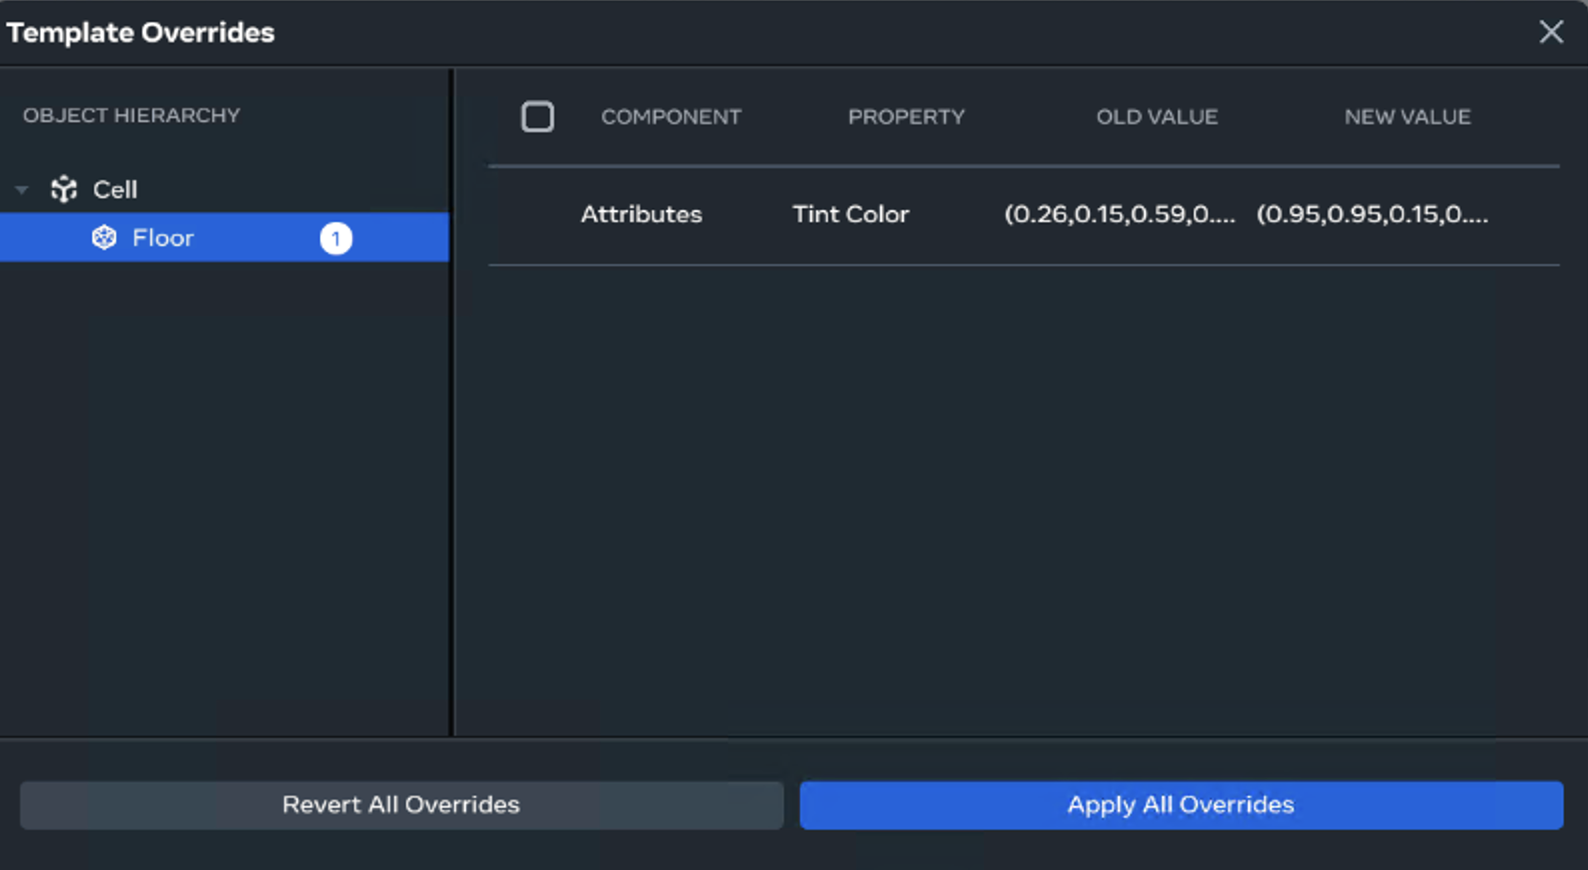 Template Overrides
OBJECT HIERARCHY
COMPONENT PROPERTY OLD VALUE NEW VALUE
Cell
Floor 1
Attributes Tint Color (0.26,0.15,0.59,0.... (0.95,0.95,0.15,0....
Revert All Overrides
Apply All Overrides